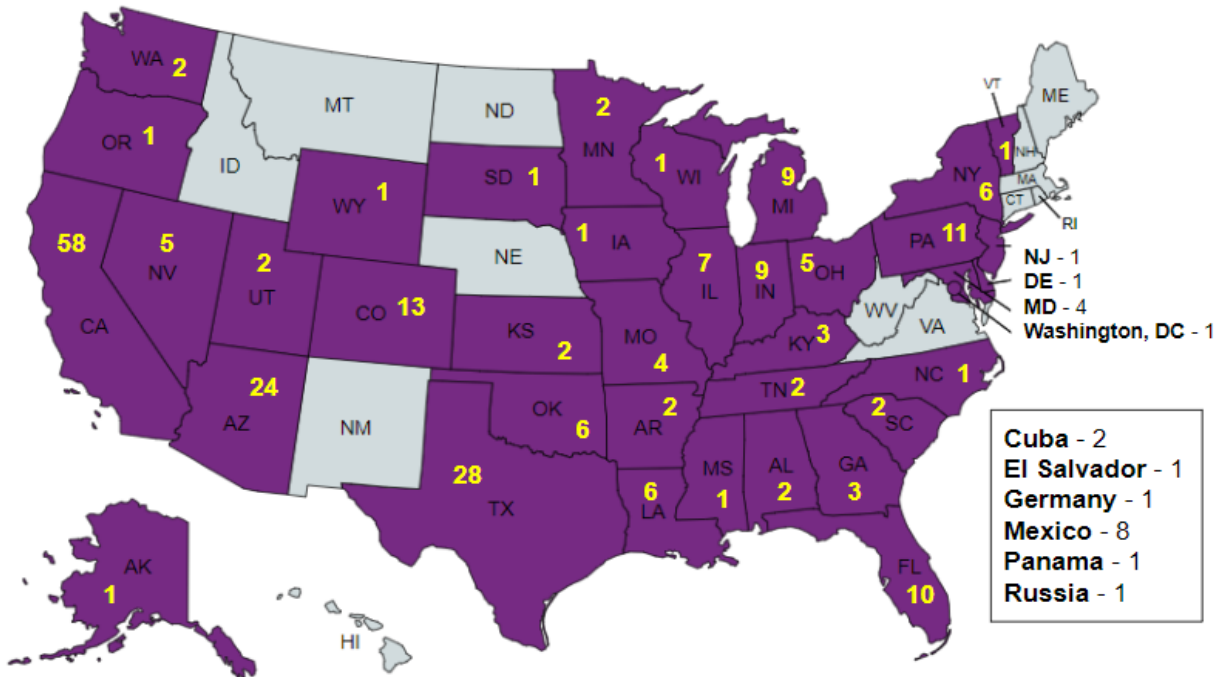 WA 2
MT
ND
MN 2
VT
ME
OR 1
ID
SD 1
WI 1
MI 9
NY 6
1
NH
MA
CT
RI
WY 1
58
CA
5
NV
2
UT
NE
IA 1
7
IL
9
IN
5
OH
PA 11
NJ - 1
DE - 1
MD - 4
Washington, DC - 1
CO 13
KS 2
MO 4
KY 3
WV
VA
24
AZ
NM
OK 6
AR 2
TN 2
NC 1
2
SC
28
TX
6
LA
MS 1
AL 2
GA 3
FL 10
AK 1
HI
Cuba - 2
El Salvador - 1
Germany - 1
Mexico - 8
Panama - 1
Russia - 1